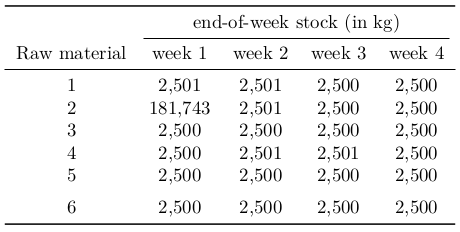 end-of-week stock (in kg)
Raw material week 1 week 2 week 3 week 4
1 2,501 2,501 2,500 2,500
2 181,743 2,501 2,500 2,500
3 2,500 2,500 2,500 2,500
4 2,500 2,501 2,501 2,500
5 2,500 2,500 2,500 2,500
6 2,500 2,500 2,500 2,500